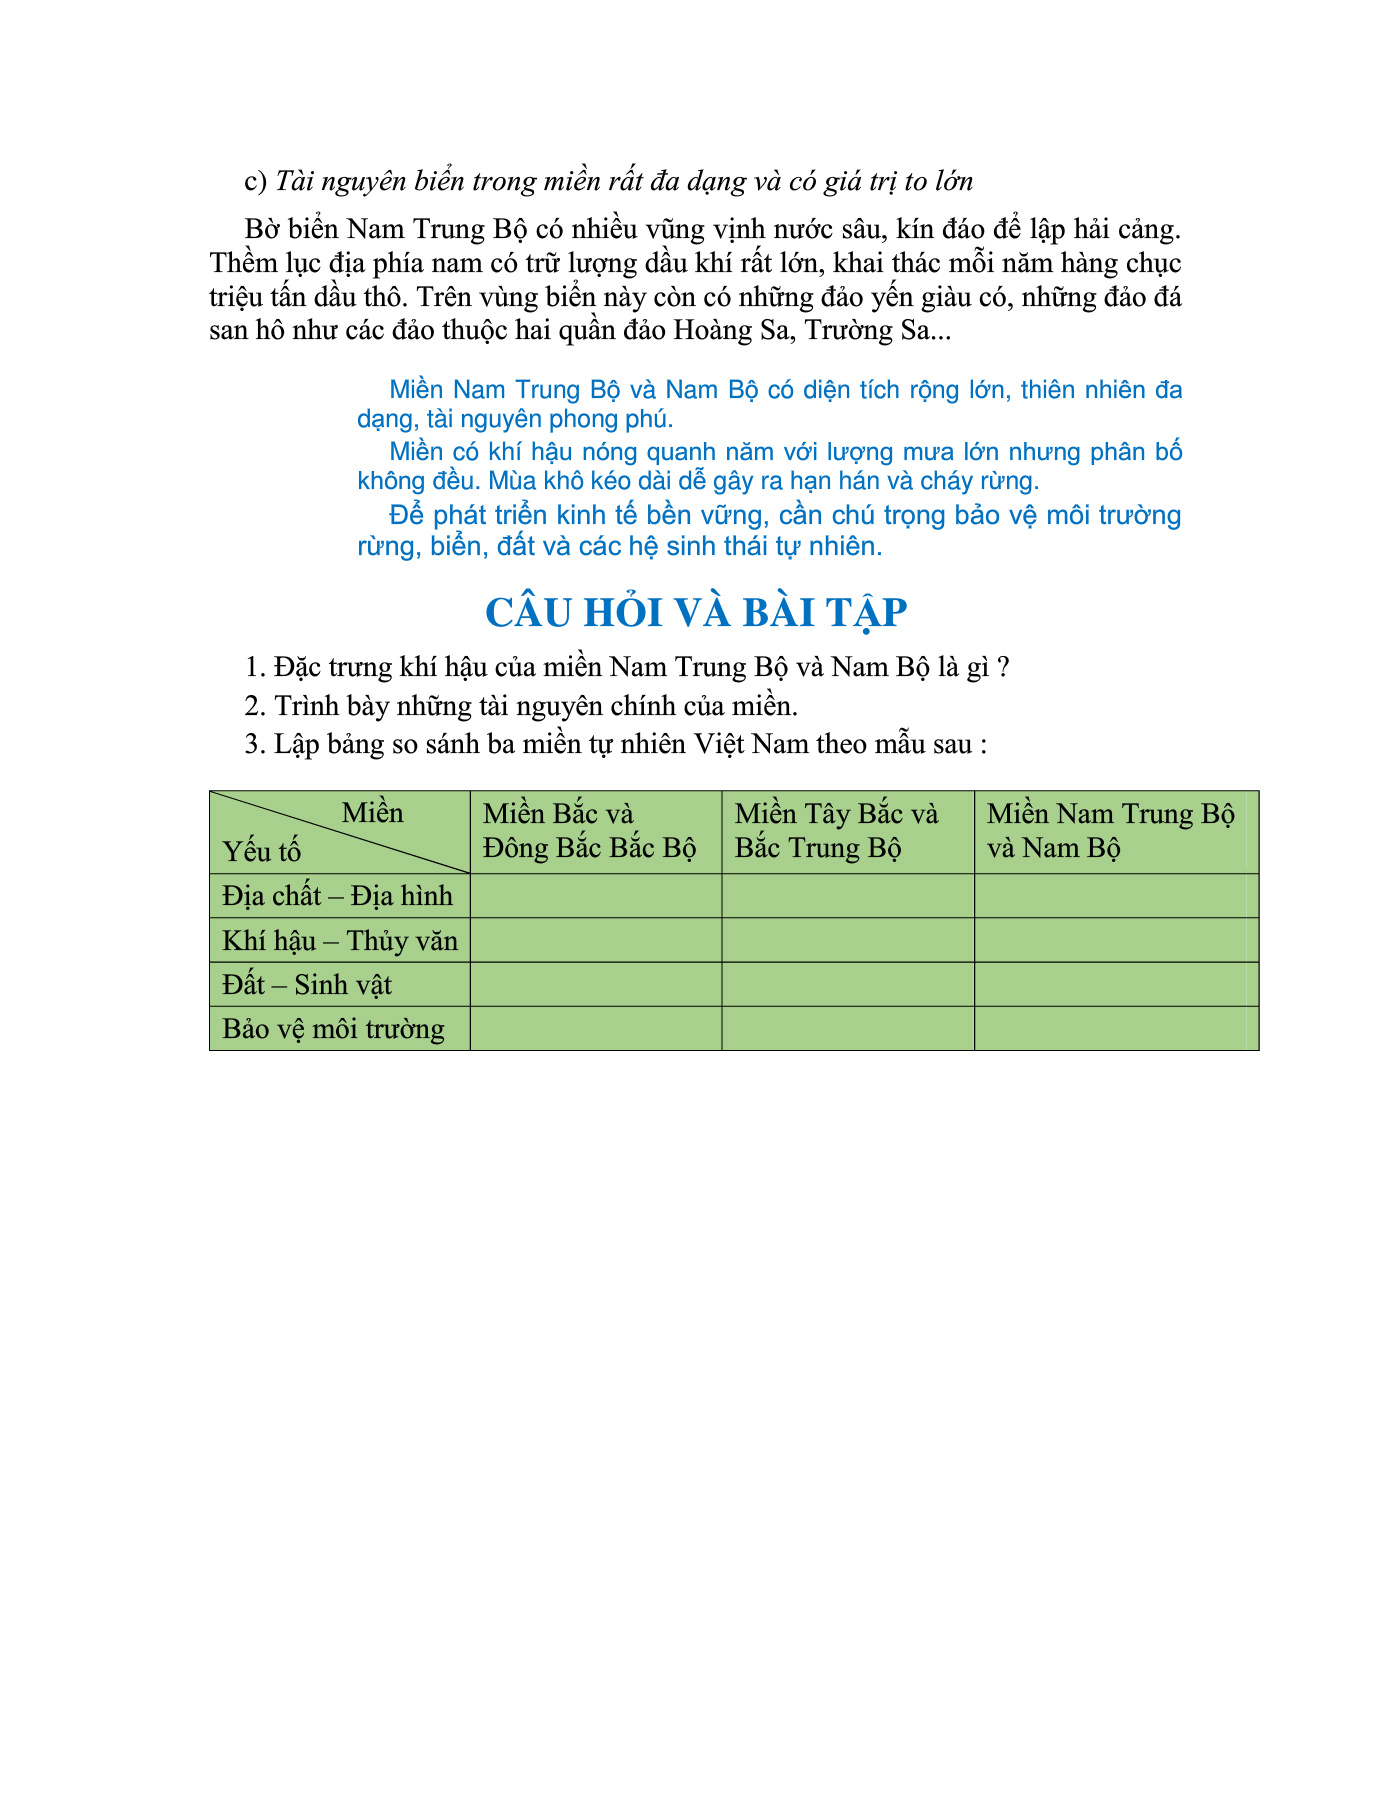 c) Tài nguyên biển trong miền rất đa dạng và có giá trị to lớn
Bờ biển Nam Trung Bộ có nhiều vũng vịnh nước sâu, kín đáo để lập hải cảng.
Thềm lục địa phía nam có trữ lượng dầu khí rất lớn, khai thác mỗi năm hàng chục
triệu tấn dầu thô. Trên vùng biển này còn có những đảo yến giàu có, những đảo đá
san hô như các đảo thuộc hai quần đảo Hoàng Sa, Trường Sa...
Miền Nam Trung Bộ và Nam Bộ có diện tích rộng lớn, thiên nhiên đa
dạng, tài nguyên phong phú.
Miền có khí hậu nóng quanh năm với lượng mưa lớn nhưng phân bố
không đều. Mùa khô kéo dài dễ gây ra hạn hán và cháy rừng.
Để phát triển kinh tế bền vững, cần chú trọng bảo vệ môi trường
rừng, biển, đất và các hệ sinh thái tự nhiên.
CÂU HỎI VÀ BÀI TẬP
1. Đặc trưng khí hậu của miền Nam Trung Bộ và Nam Bộ là gì ?
2. Trình bày những tài nguyên chính của miền.
3. Lập bảng so sánh ba miền tự nhiên Việt Nam theo mẫu sau :
Miền
Yếu tố
Miền Bắc và
Đông Bắc Bắc Bộ
Miền Tây Bắc và
Bắc Trung Bộ
Miền Nam Trung Bộ
và Nam Bộ
Địa chất – Địa hình
Khí hậu – Thủy văn
Đất – Sinh vật
Bảo vệ môi trường